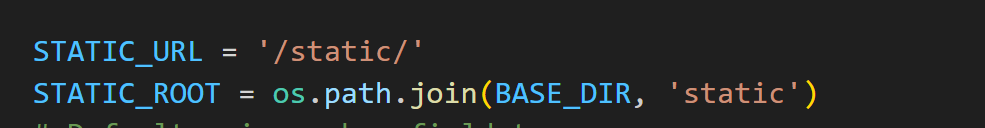 STATIC_URL = '/static/'
STATIC_ROOT = os.path.join(BASE_DIR, 'static')